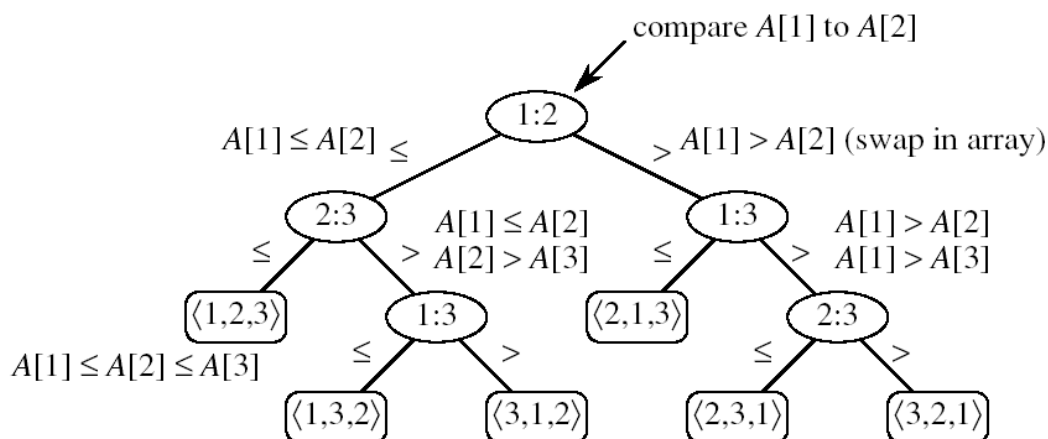 compare A[1] to A[2]
1:2
A[1] ≤ A[2] ≤
> A[1] > A[2] (swap in array)
2:3
A[1] ≤ A[2]
A[2] > A[3]
1:3
A[1] > A[2]
A[1] > A[3]
≤
>
≤
>
⟨1,2,3⟩
1:3
⟨2,1,3⟩
2:3
A[1] ≤ A[2] ≤ A[3]
≤
>
≤
>
⟨1,3,2⟩
⟨3,1,2⟩
⟨2,3,1⟩
⟨3,2,1⟩